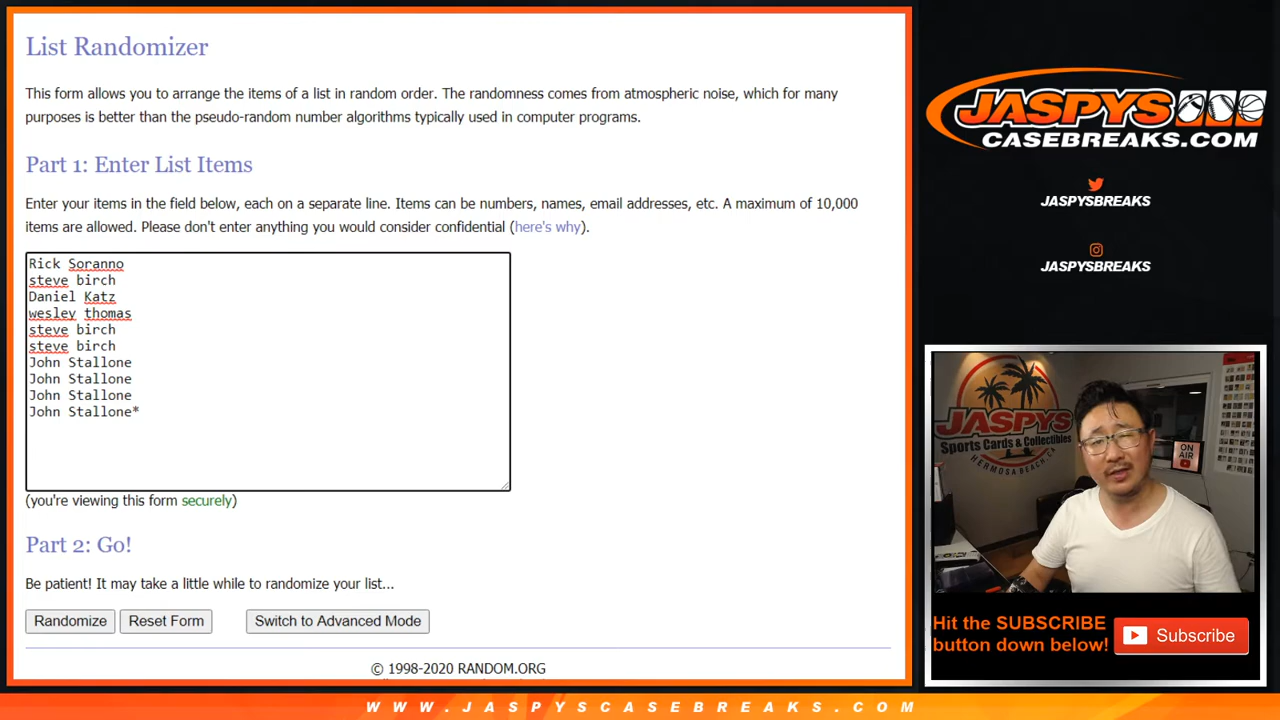 List Randomizer
This form allows you to arrange the items of a list in random order. The randomness comes from atmospheric noise, which for many
purposes is better than the pseudo-random number algorithms typically used in computer programs.
Part 1: Enter List Items
Enter your items in the field below, each on a separate line. Items can be numbers, names, email addresses, etc. A maximum of 10,000
items are allowed. Please don't enter anything you would consider confidential (here's why).
Rick Soranno
steve birch
Daniel Katz
wesley thomas
steve birch
steve birch
John Stallone
John Stallone
John Stallone
John Stallone*
(you're viewing this form securely)
Part 2: Go!
Be patient! It may take a little while to randomize your list...
Randomize
Reset Form
Switch to Advanced Mode
© 1998-2020 RANDOM.ORG
JASPYS
CASEBREAKS.COM
JASPYSBREAKS
JASPYSBREAKS
JASPYS
Sports Cards & Collectibles
HERMOSA BEACH, CA
ON
AIR
Hit the SUBSCRIBE
button down below!
Subscribe
WWW.JASPYSCASEBREAKS.COM